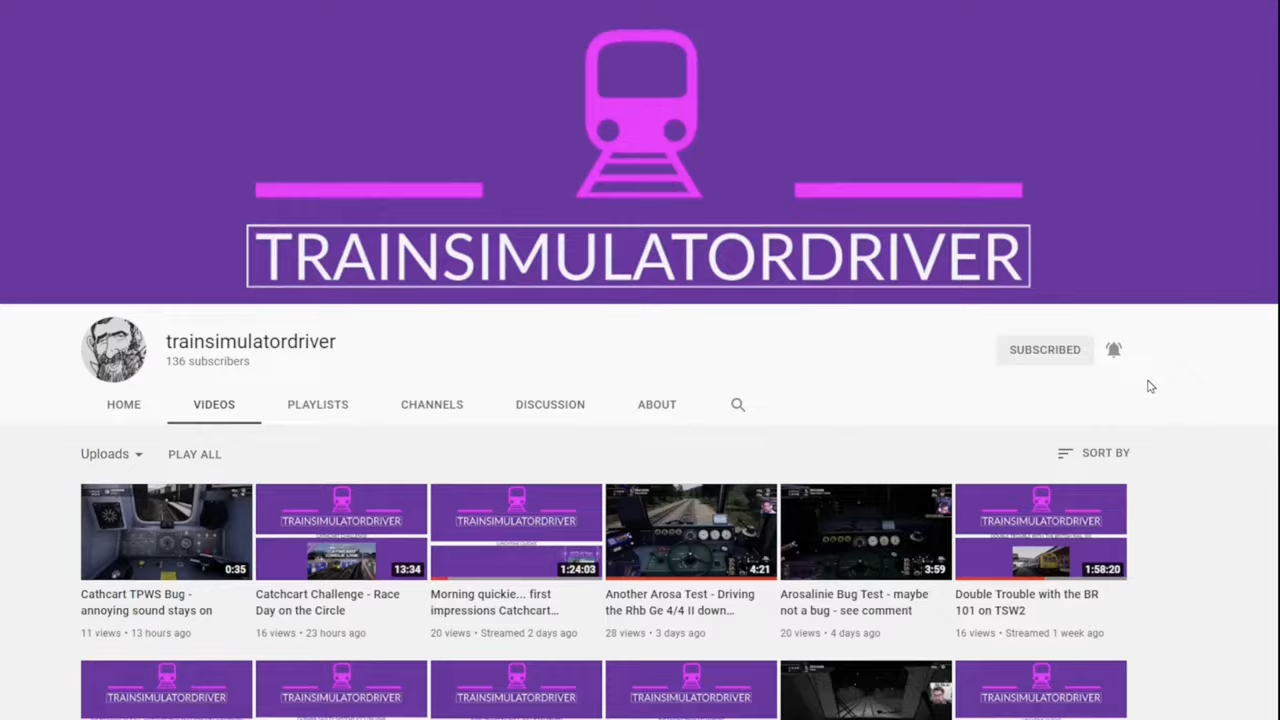 TRAINSIMULATORDRIVER
trainsimulatordriver
136 subscribers
SUBSCRIBED
HOME
VIDEOS
PLAYLISTS
CHANNELS
DISCUSSION
ABOUT
Uploads
PLAY ALL
SORT BY
0:35
Cathcart TPWS Bug -
annoying sound stays on
11 views • 13 hours ago
TRAINSIMULATORDRIVER
CATHCART CHALLENGE
13:34
Catchcart Challenge - Race
Day on the Circle
16 views • 23 hours ago
TRAINSIMULATORDRIVER
1:24:03
Morning quickie... first
impressions Catchcart...
20 views • Streamed 2 days ago
4:21
Another Arosa Test - Driving
the Rhb Ge 4/4 II down...
28 views • 3 days ago
3:59
Arosalinie Bug Test - maybe
not a bug - see comment
20 views • 4 days ago
TRAINSIMULATORDRIVER
1:58:20
Double Trouble with the BR
101 on TSW2
16 views • Streamed 1 week ago
TRAINSIMULATORDRIVER
TRAINSIMULATORDRIVER
TRAINSIMULATORDRIVER
TRAINSIMULATORDRIVER
TRAINSIMULATORDRIVER